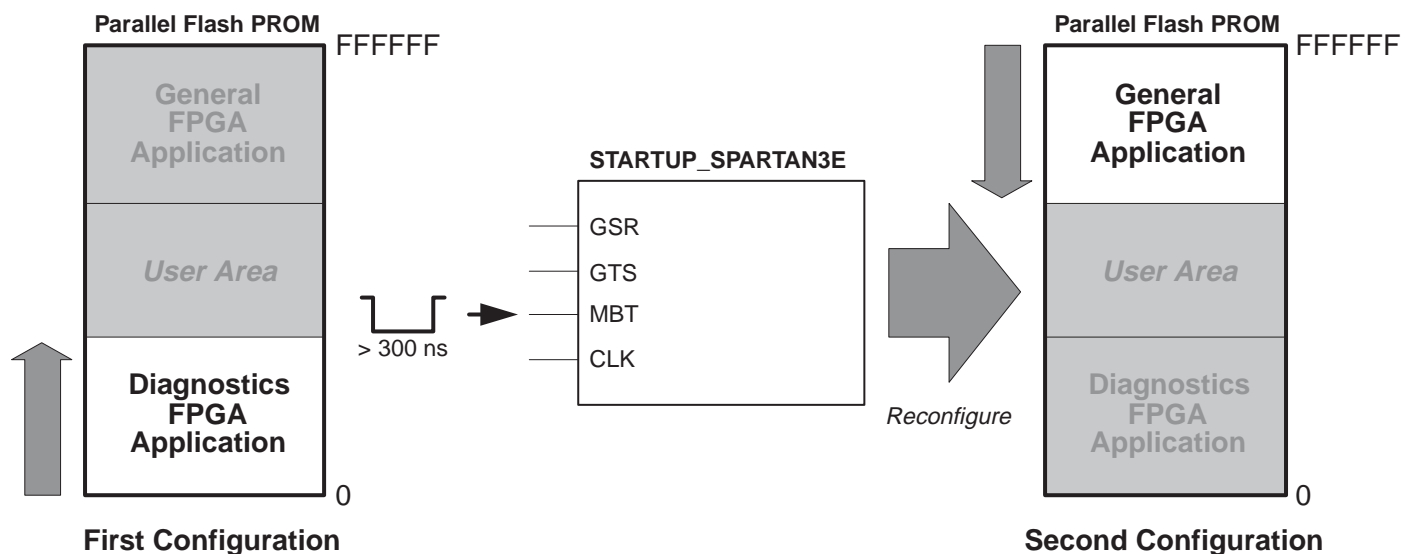 Parallel Flash PROM
FFFFFF
General
FPGA
Application
User Area
Diagnostics
FPGA
Application
0
First Configuration
> 300 ns
STARTUP_SPARTAN3E
GSR
GTS
MBT
CLK
Reconfigure
Parallel Flash PROM
FFFFFF
General
FPGA
Application
User Area
Diagnostics
FPGA
Application
0
Second Configuration